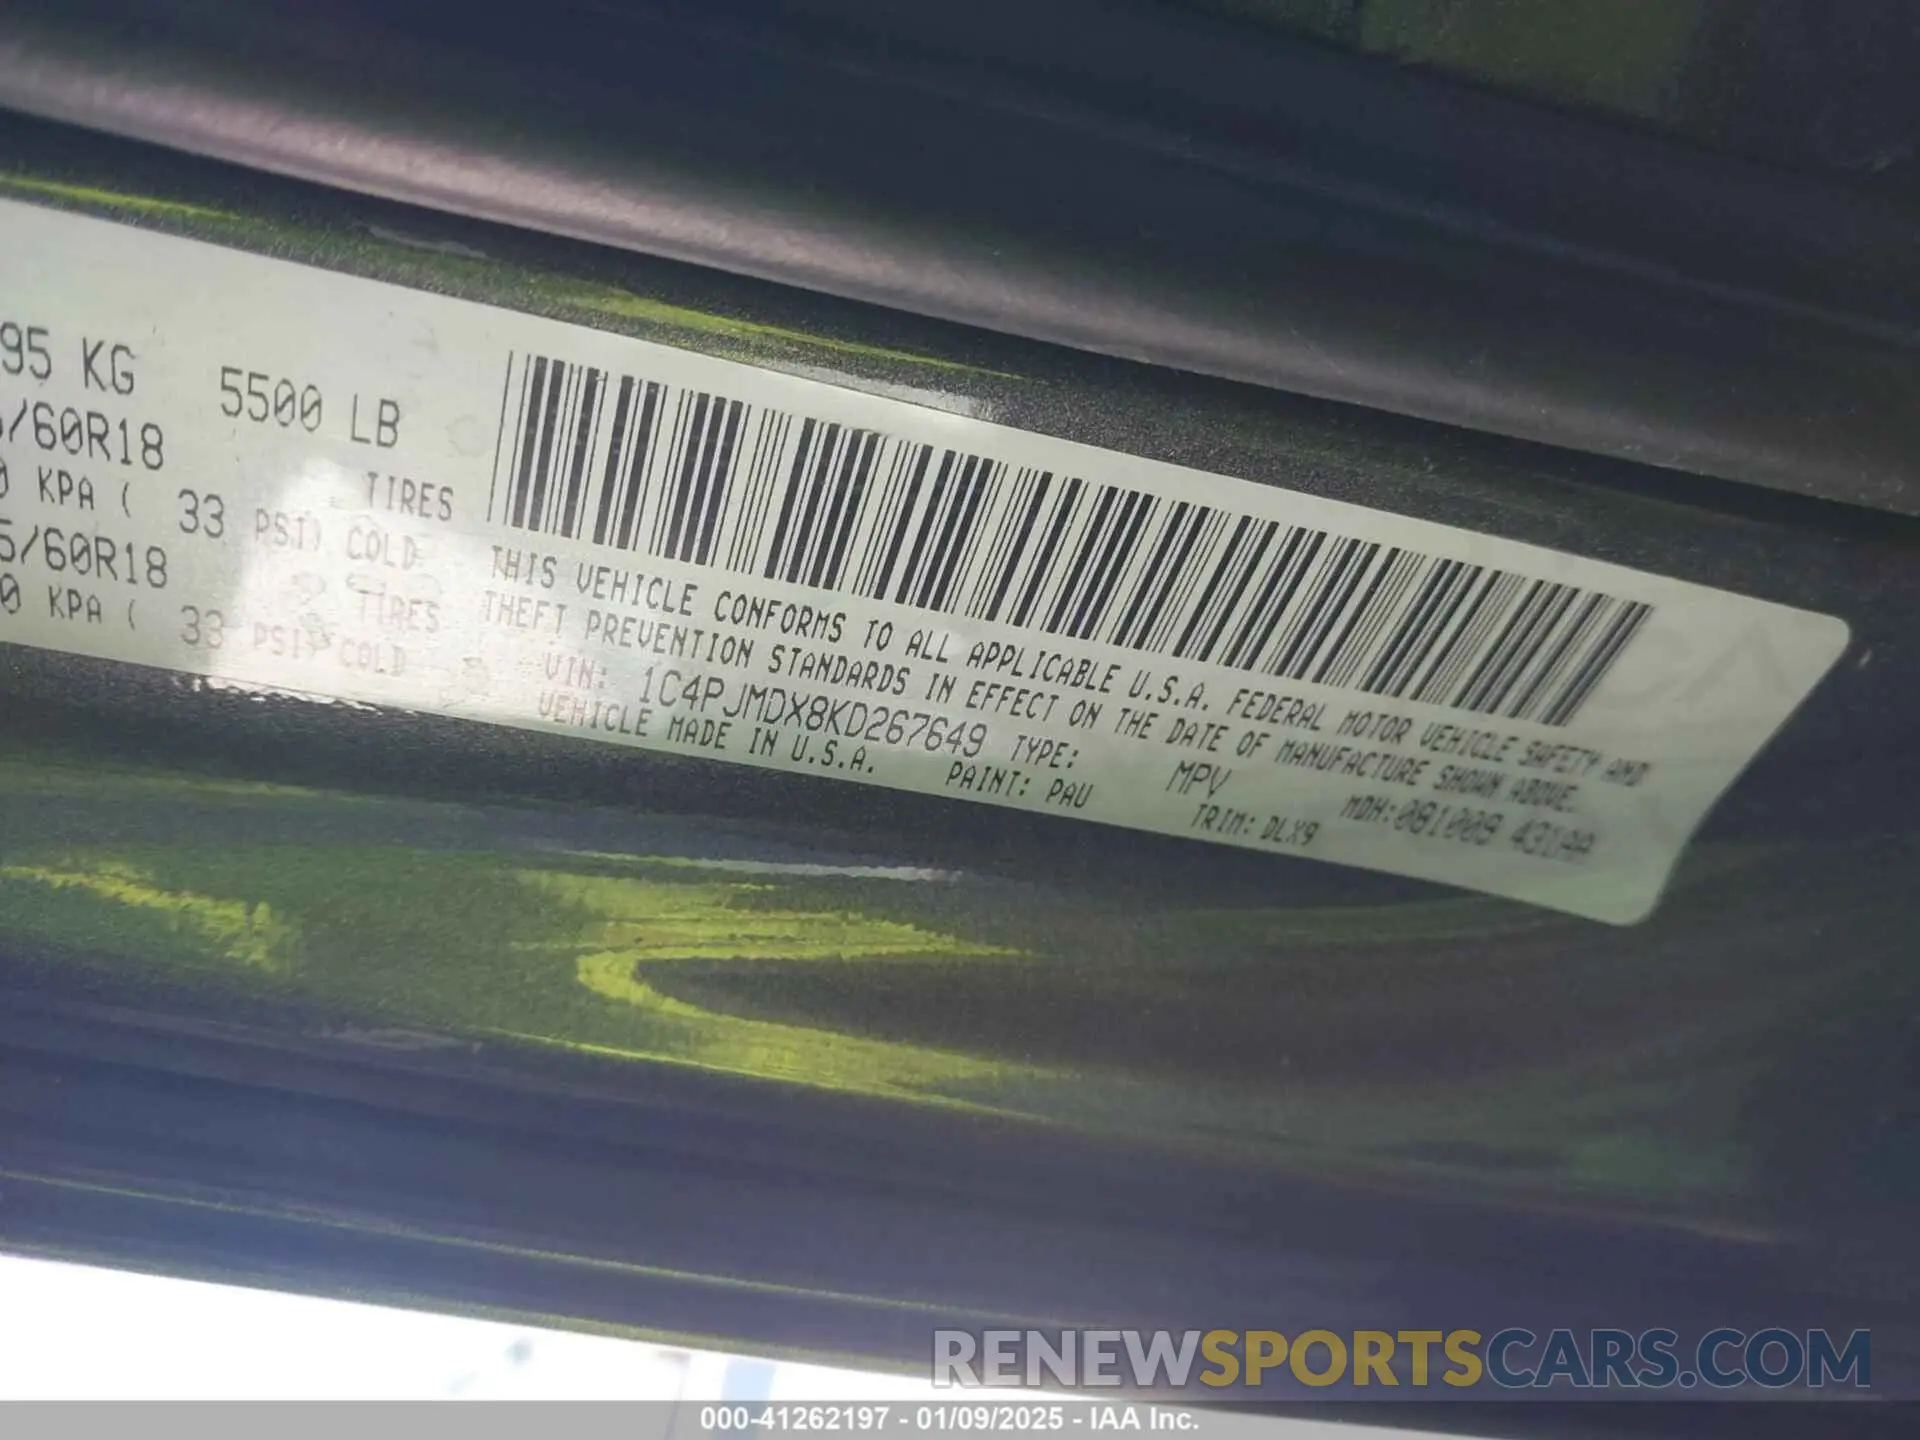 95 KG 5500 LB
/60R18 TIRES
0 KPA ( 33 PSI) COLD
5/60R18 TIRES
0 KPA ( 33 PSI) COLD
THIS VEHICLE CONFORMS TO ALL APPLICABLE U.S.A. FEDERAL MOTOR VEHICLE SAFETY AND
THEFT PREVENTION STANDARDS IN EFFECT ON THE DATE OF MANUFACTURE SHOWN ABOVE.
VIN: 1C4PJMDX8KD267649 TYPE: MPV MDH:081009 431AA
VEHICLE MADE IN U.S.A. PAINT: PAU TRIM: DLX9
RENEWSPORTSCARS.COM
000-41262197 - 01/09/2025 - IAA Inc.